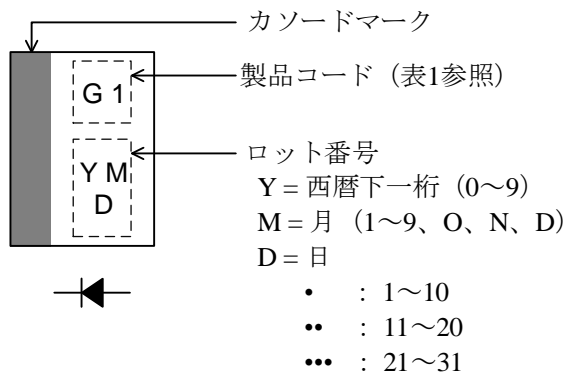 カソードマーク
製品コード（表1参照）
G 1
ロット番号
Y M
D
Y = 西暦下一桁（0～9）
M = 月（1～9、O、N、D）
D = 日
• : 1～10
•• : 11～20
••• : 21～31